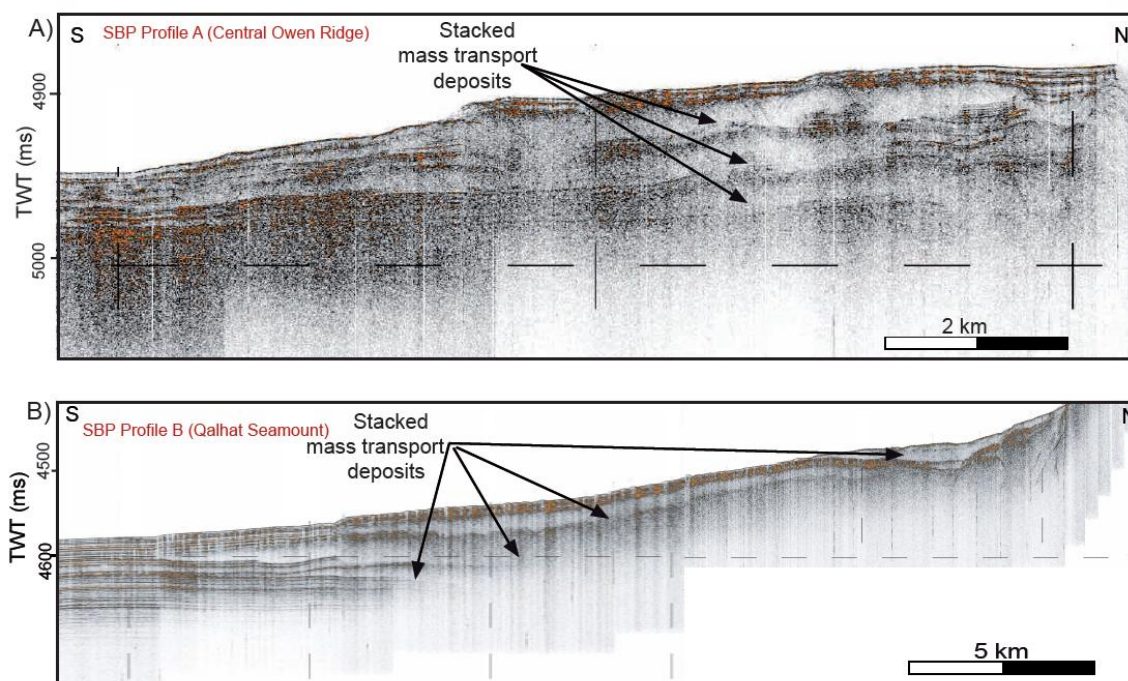 A)
S
SBP Profile A (Central Owen Ridge)
Stacked
mass transport
deposits
N
4900
TWT (ms)
5000
2 km
B)
S
SBP Profile B (Qalhat Seamount)
Stacked
mass transport
deposits
N
4500
TWT (ms)
4600
5 km